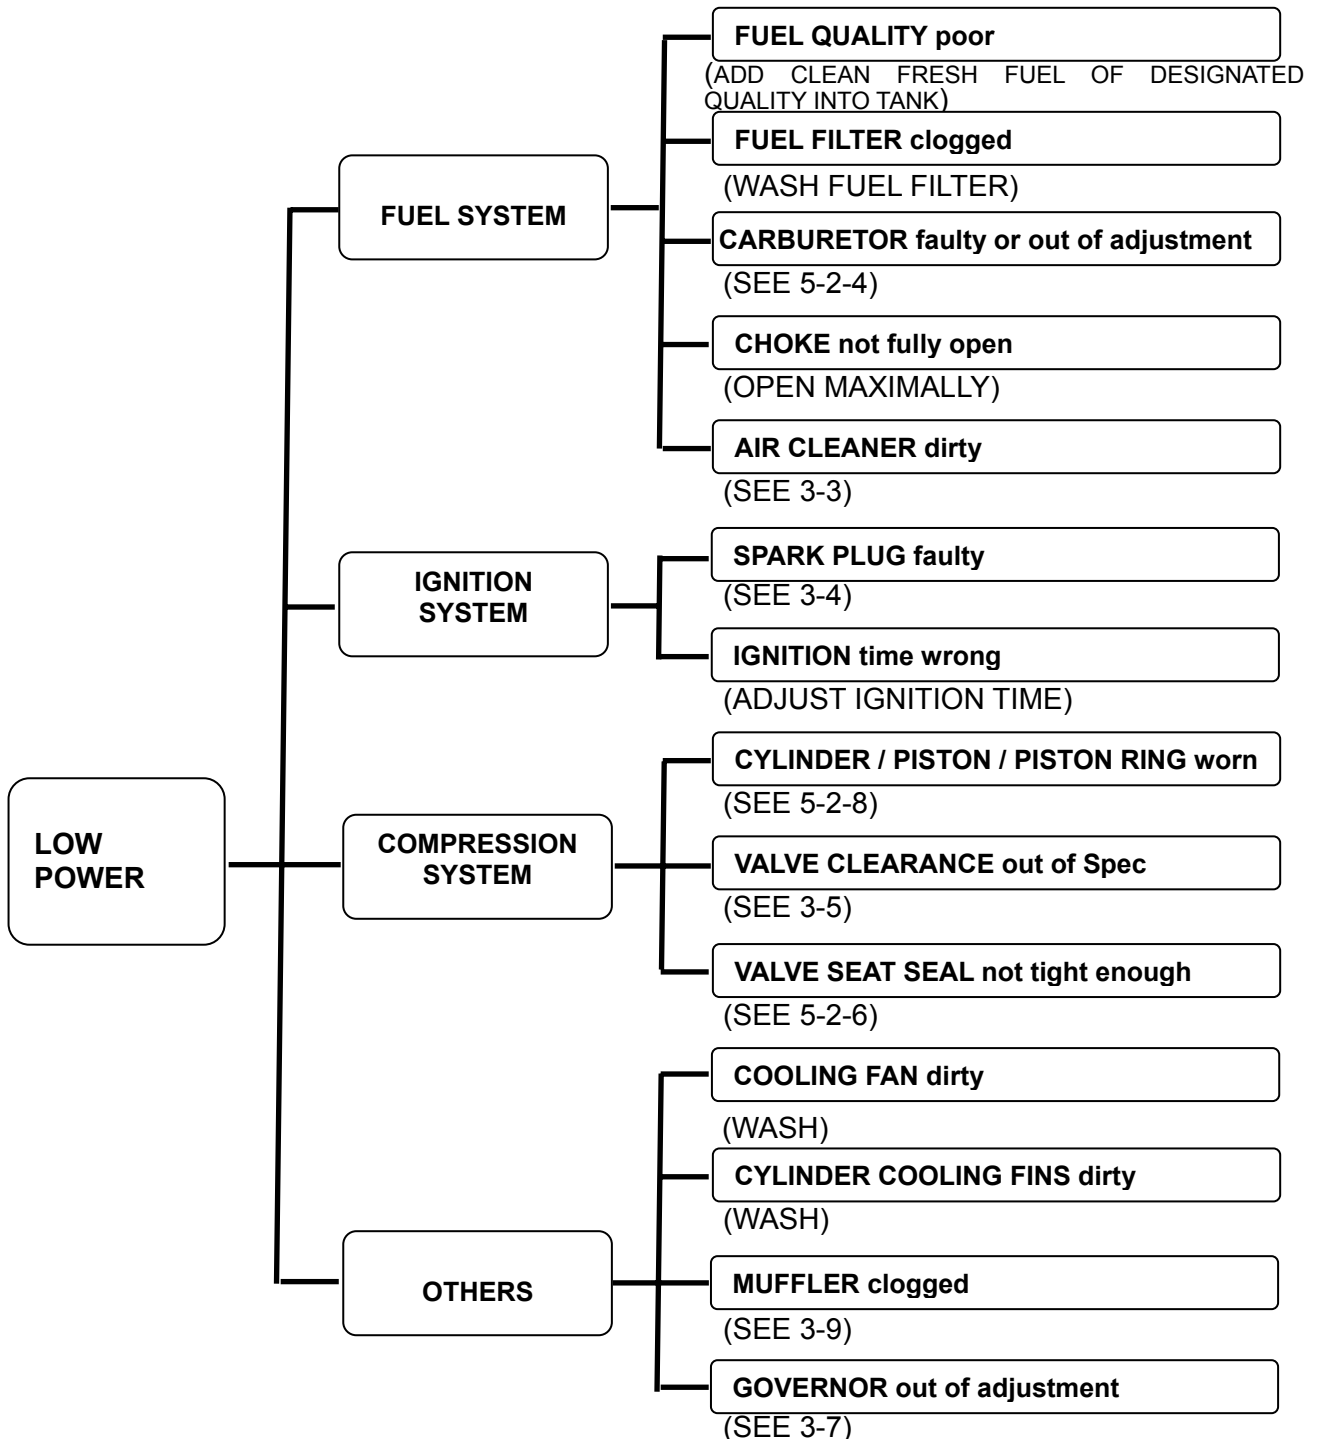 LOW
POWER
FUEL SYSTEM
FUEL QUALITY poor
(ADD CLEAN FRESH FUEL OF DESIGNATED
QUALITY INTO TANK)
FUEL FILTER clogged
(WASH FUEL FILTER)
CARBURETOR faulty or out of adjustment
(SEE 5-2-4)
CHOKE not fully open
(OPEN MAXIMALLY)
AIR CLEANER dirty
(SEE 3-3)
IGNITION
SYSTEM
SPARK PLUG faulty
(SEE 3-4)
IGNITION time wrong
(ADJUST IGNITION TIME)
COMPRESSION
SYSTEM
CYLINDER / PISTON / PISTON RING worn
(SEE 5-2-8)
VALVE CLEARANCE out of Spec
(SEE 3-5)
VALVE SEAT SEAL not tight enough
(SEE 5-2-6)
OTHERS
COOLING FAN dirty
(WASH)
CYLINDER COOLING FINS dirty
(WASH)
MUFFLER clogged
(SEE 3-9)
GOVERNOR out of adjustment
(SEE 3-7)